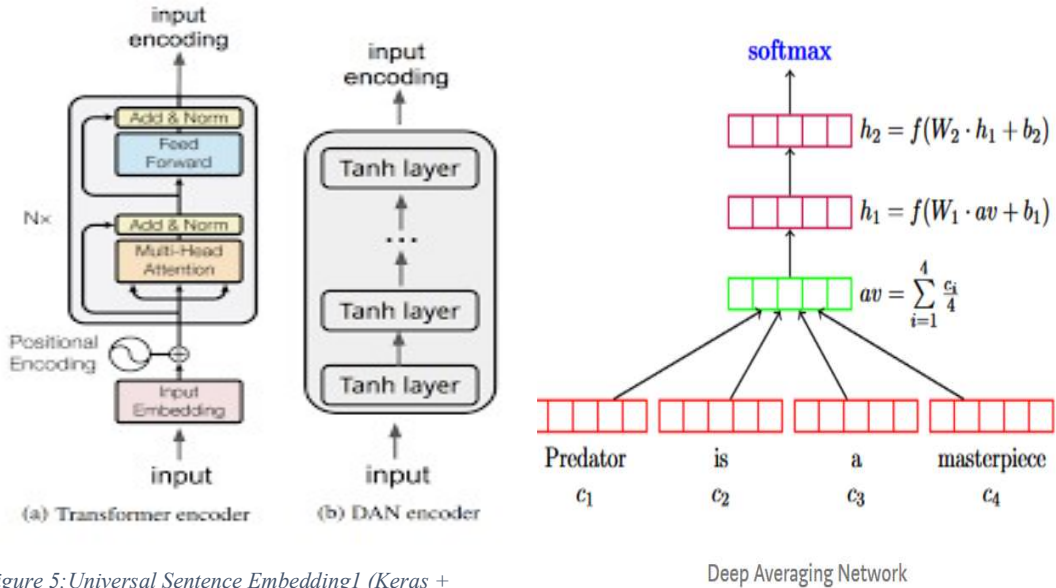 input
encoding
Add & Norm
Feed
Forward
Nx
Add & Norm
Multi-Head
Attention
Positional
Encoding
Input
Embedding
input
(a) Transformer encoder
input
encoding
Tanh layer
...
Tanh layer
Tanh layer
input
(b) DAN encoder
igure 5:Universal Sentence Embedding1 (Keras +
softmax
h₂ = f(W₂ · h₁ + b₂)
h₁ = f(W₁ · av + b₁)
av = ∑_{i=1}^{4} c_i/4
Predator is a masterpiece
c₁ c₂ c₃ c₄
Deep Averaging Network